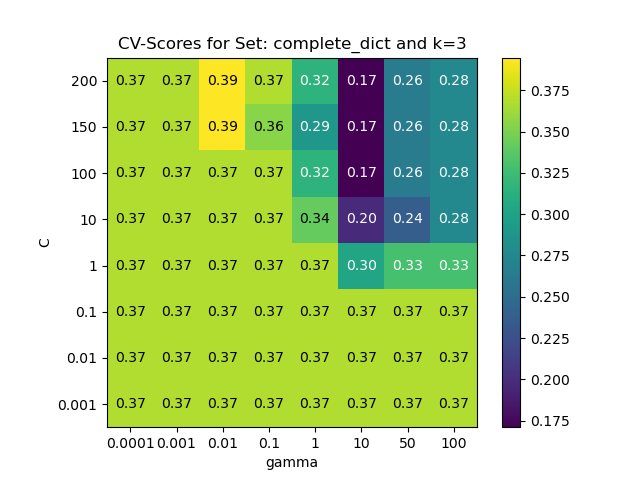 CV-Scores for Set: complete_dict and k=3
200 0.37 0.37 0.39 0.37 0.32 0.17 0.26 0.28
150 0.37 0.37 0.39 0.36 0.29 0.17 0.26 0.28
100 0.37 0.37 0.37 0.37 0.32 0.17 0.26 0.28
10 0.37 0.37 0.37 0.37 0.34 0.20 0.24 0.28
1 0.37 0.37 0.37 0.37 0.37 0.30 0.33 0.33
0.1 0.37 0.37 0.37 0.37 0.37 0.37 0.37 0.37
0.01 0.37 0.37 0.37 0.37 0.37 0.37 0.37 0.37
0.001 0.37 0.37 0.37 0.37 0.37 0.37 0.37 0.37
0.0001 0.001 0.01 0.1 1 10 50 100
gamma
C
0.375
0.350
0.325
0.300
0.275
0.250
0.225
0.200
0.175